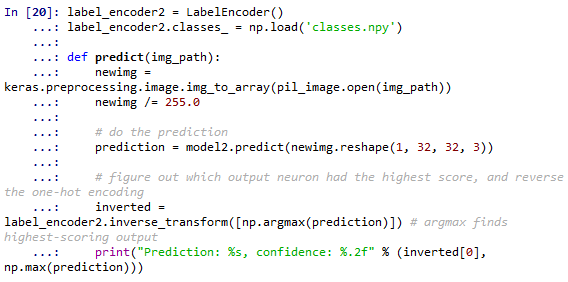 In [20]: label_encoder2 = LabelEncoder()
    ...: label_encoder2.classes_ = np.load('classes.npy')
    ...:
    ...: def predict(img_path):
    ...:     newimg =
keras.preprocessing.image.img_to_array(pil_image.open(img_path))
    ...:     newimg /= 255.0
    ...:
    ...:     # do the prediction
    ...:     prediction = model2.predict(newimg.reshape(1, 32, 32, 3))
    ...:
    ...:     # figure out which output neuron had the highest score, and reverse
the one-hot encoding
    ...:     inverted =
label_encoder2.inverse_transform([np.argmax(prediction)]) # argmax finds
highest-scoring output
    ...:     print("Prediction: %s, confidence: %.2f" % (inverted[0],
np.max(prediction)))